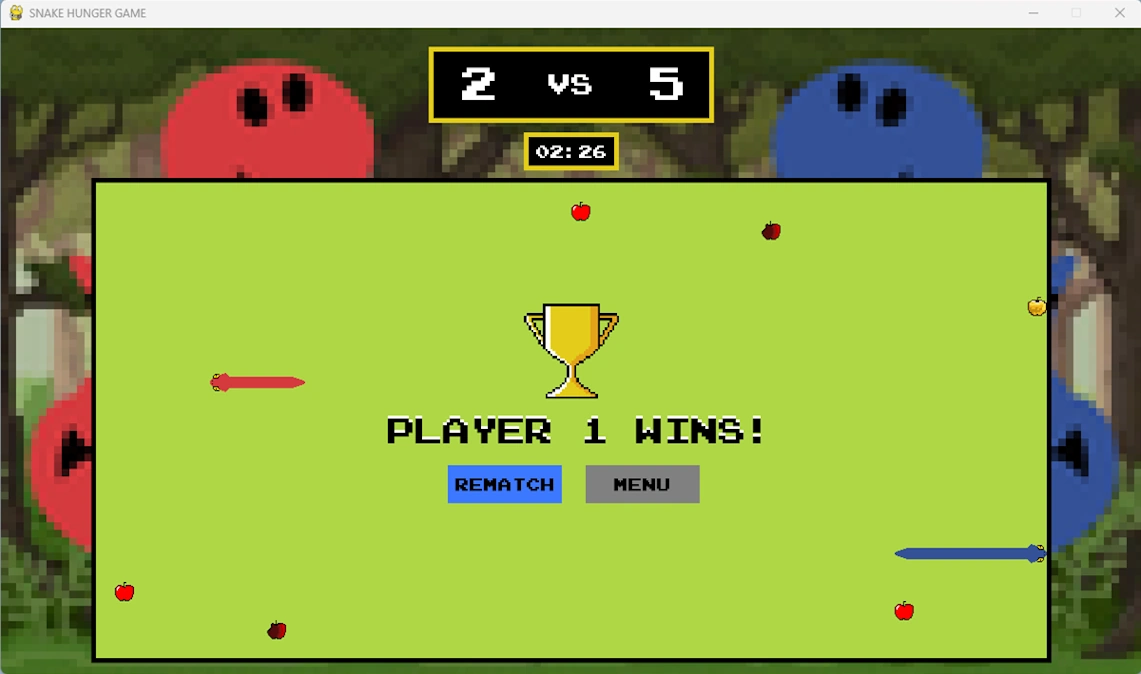 SNAKE HUNGER GAME
2 VS 5
02:26
PLAYER 1 WINS!
REMATCH MENU